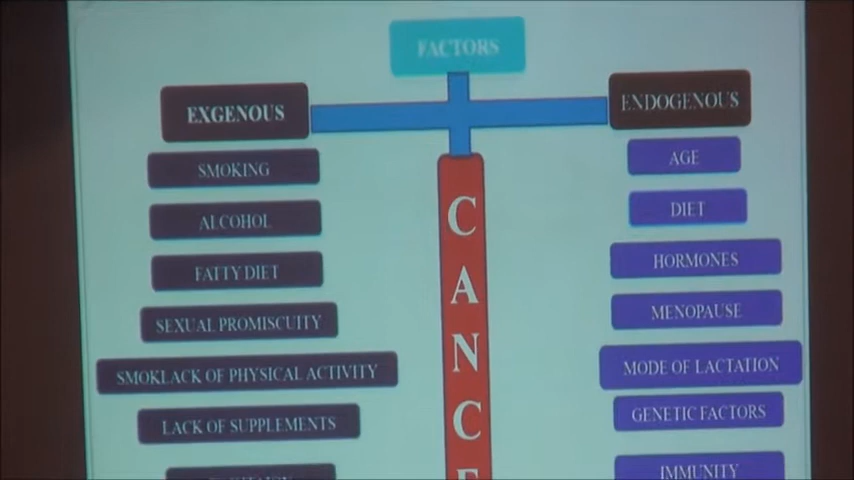 FACTORS
EXGENOUS
ENDOGENOUS
SMOKING
AGE
ALCOHOL
DIET
FATTY DIET
HORMONES
SEXUAL PROMISCUITY
MENOPAUSE
SMOKLACK OF PHYSICAL ACTIVITY
MODE OF LACTATION
LACK OF SUPPLEMENTS
GENETIC FACTORS
IMMUNITY
CANCE